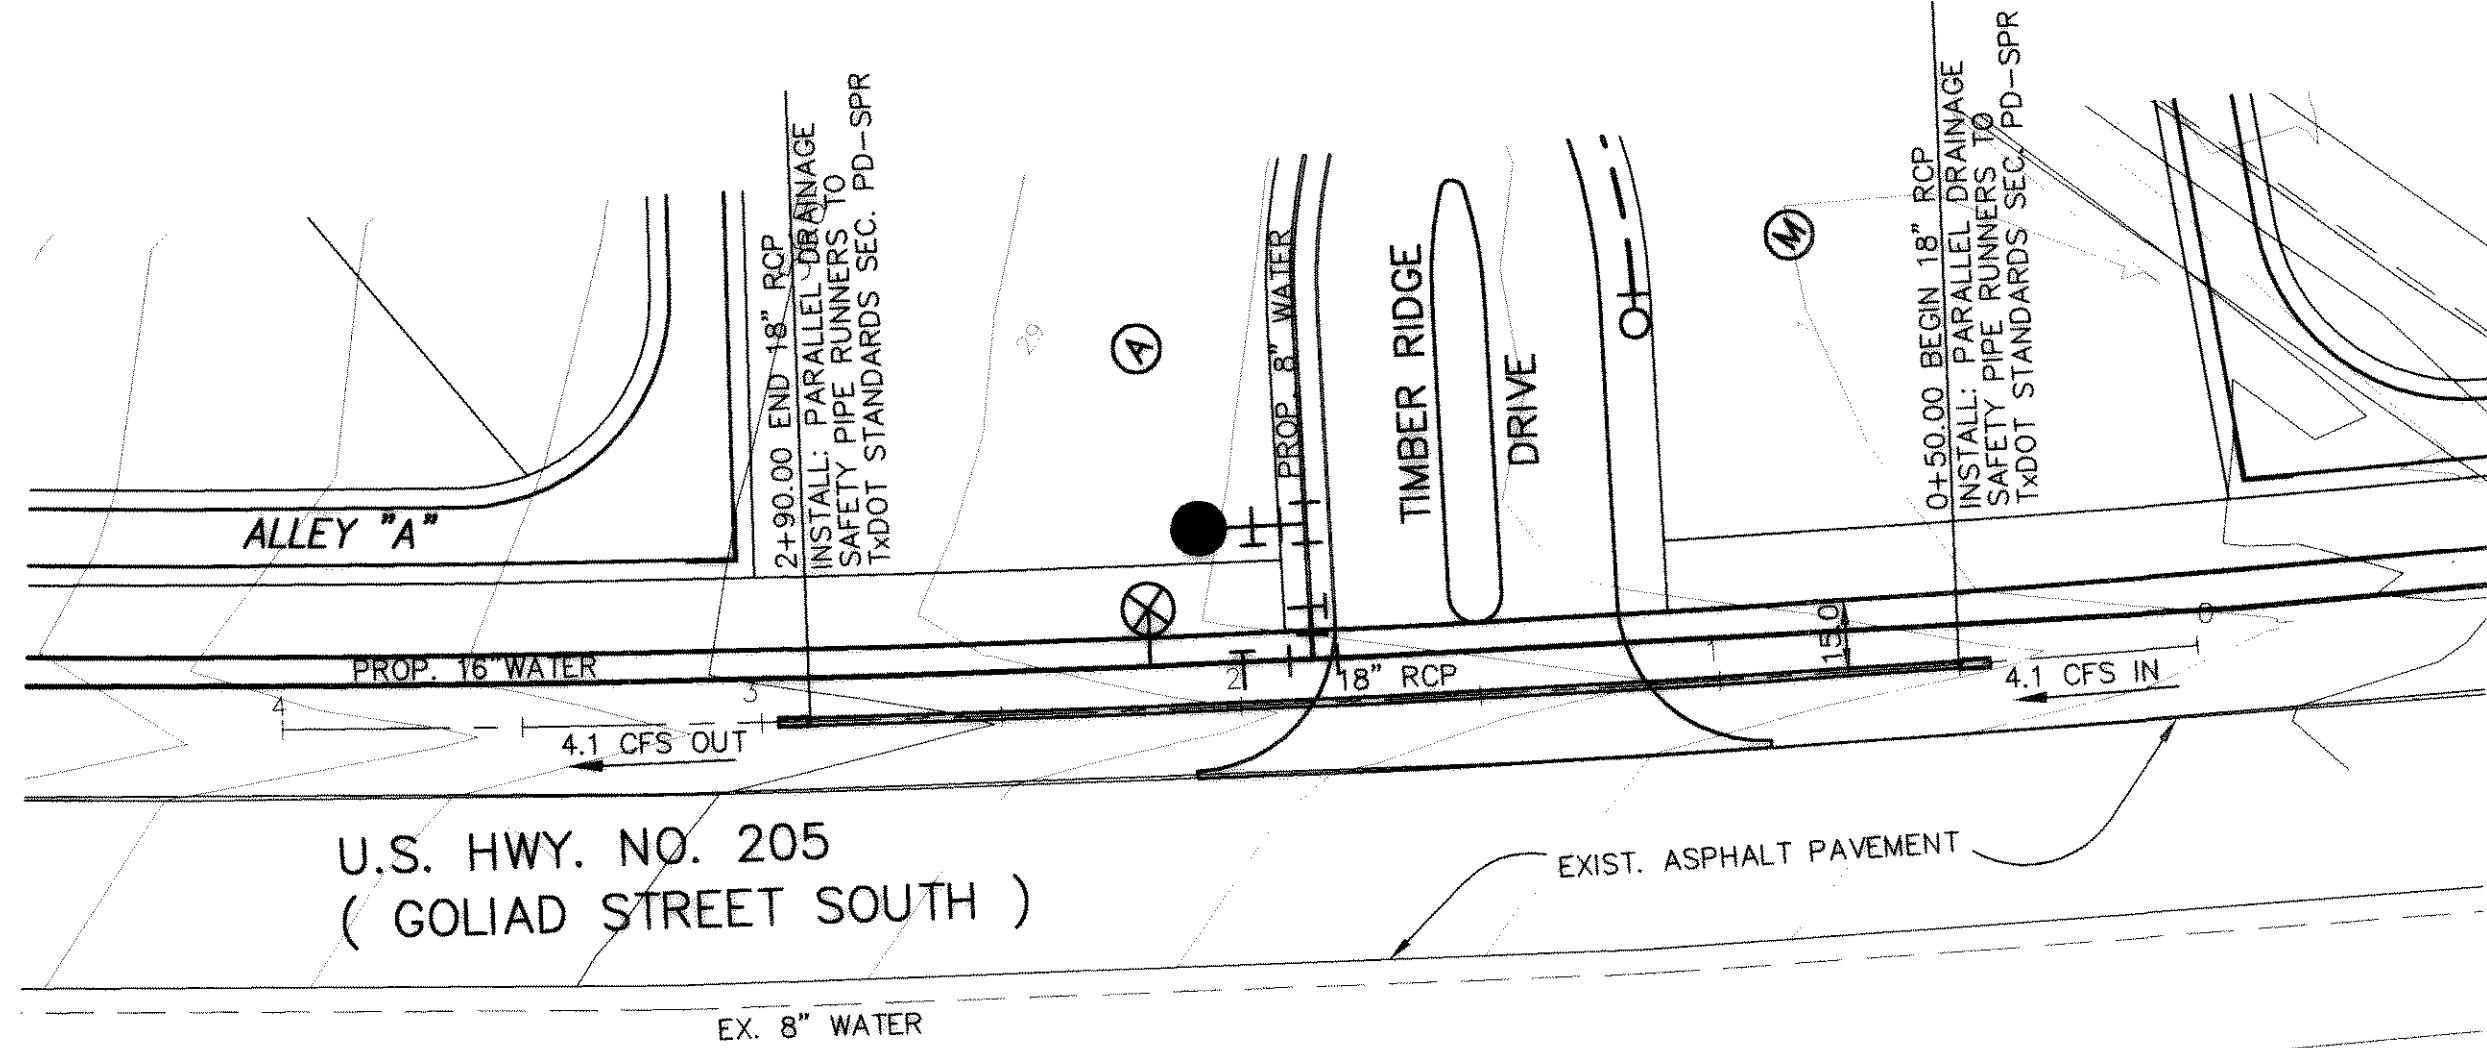 2+90.00 END 18" RCP
INSTALL: PARALLEL DRAINAGE
SAFETY PIPE RUNNERS TO
TxDOT STANDARDS SEC. PD-SPR
0+50.00 BEGIN 18" RCP
INSTALL: PARALLEL DRAINAGE
SAFETY PIPE RUNNERS TO
TxDOT STANDARDS SEC. PD-SPR
29
A
M
PROP. 8" WATER
TIMBER RIDGE
DRIVE
ALLEY "A"
15.0
0
PROP. 16" WATER
18" RCP
1
2
3
4
4.1 CFS IN
4.1 CFS OUT
U.S. HWY. NO. 205
( GOLIAD STREET SOUTH )
EXIST. ASPHALT PAVEMENT
EX. 8" WATER